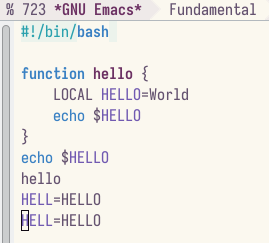 % 723 *GNU Emacs* Fundamental
#!/bin/bash
function hello {
    LOCAL HELLO=World
    echo $HELLO
}
echo $HELLO
hello
HELL=HELLO
HELL=HELLO